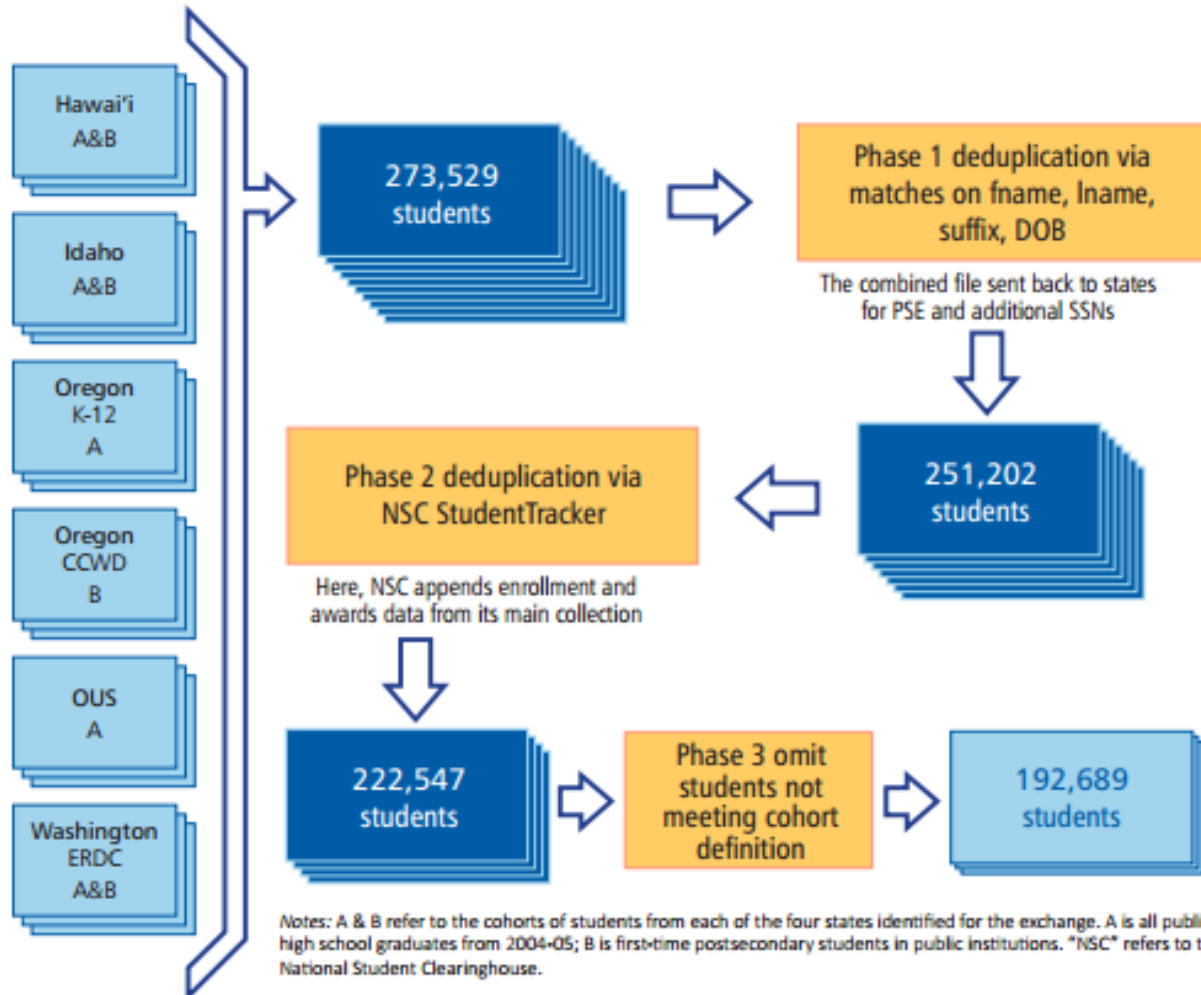 Hawai'i
A&B
Idaho
A&B
Oregon
K-12
A
Oregon
CCWD
B
OUS
A
Washington
ERDC
A&B
273,529
students
Phase 1 deduplication via
matches on fname, lname,
suffix, DOB
The combined file sent back to states
for PSE and additional SSNs
251,202
students
Phase 2 deduplication via
NSC StudentTracker
Here, NSC appends enrollment and
awards data from its main collection
222,547
students
Phase 3 omit
students not
meeting cohort
definition
192,689
students
Notes: A & B refer to the cohorts of students from each of the four states identified for the exchange. A is all public
high school graduates from 2004-05; B is first-time postsecondary students in public institutions. "NSC" refers to t
National Student Clearinghouse.